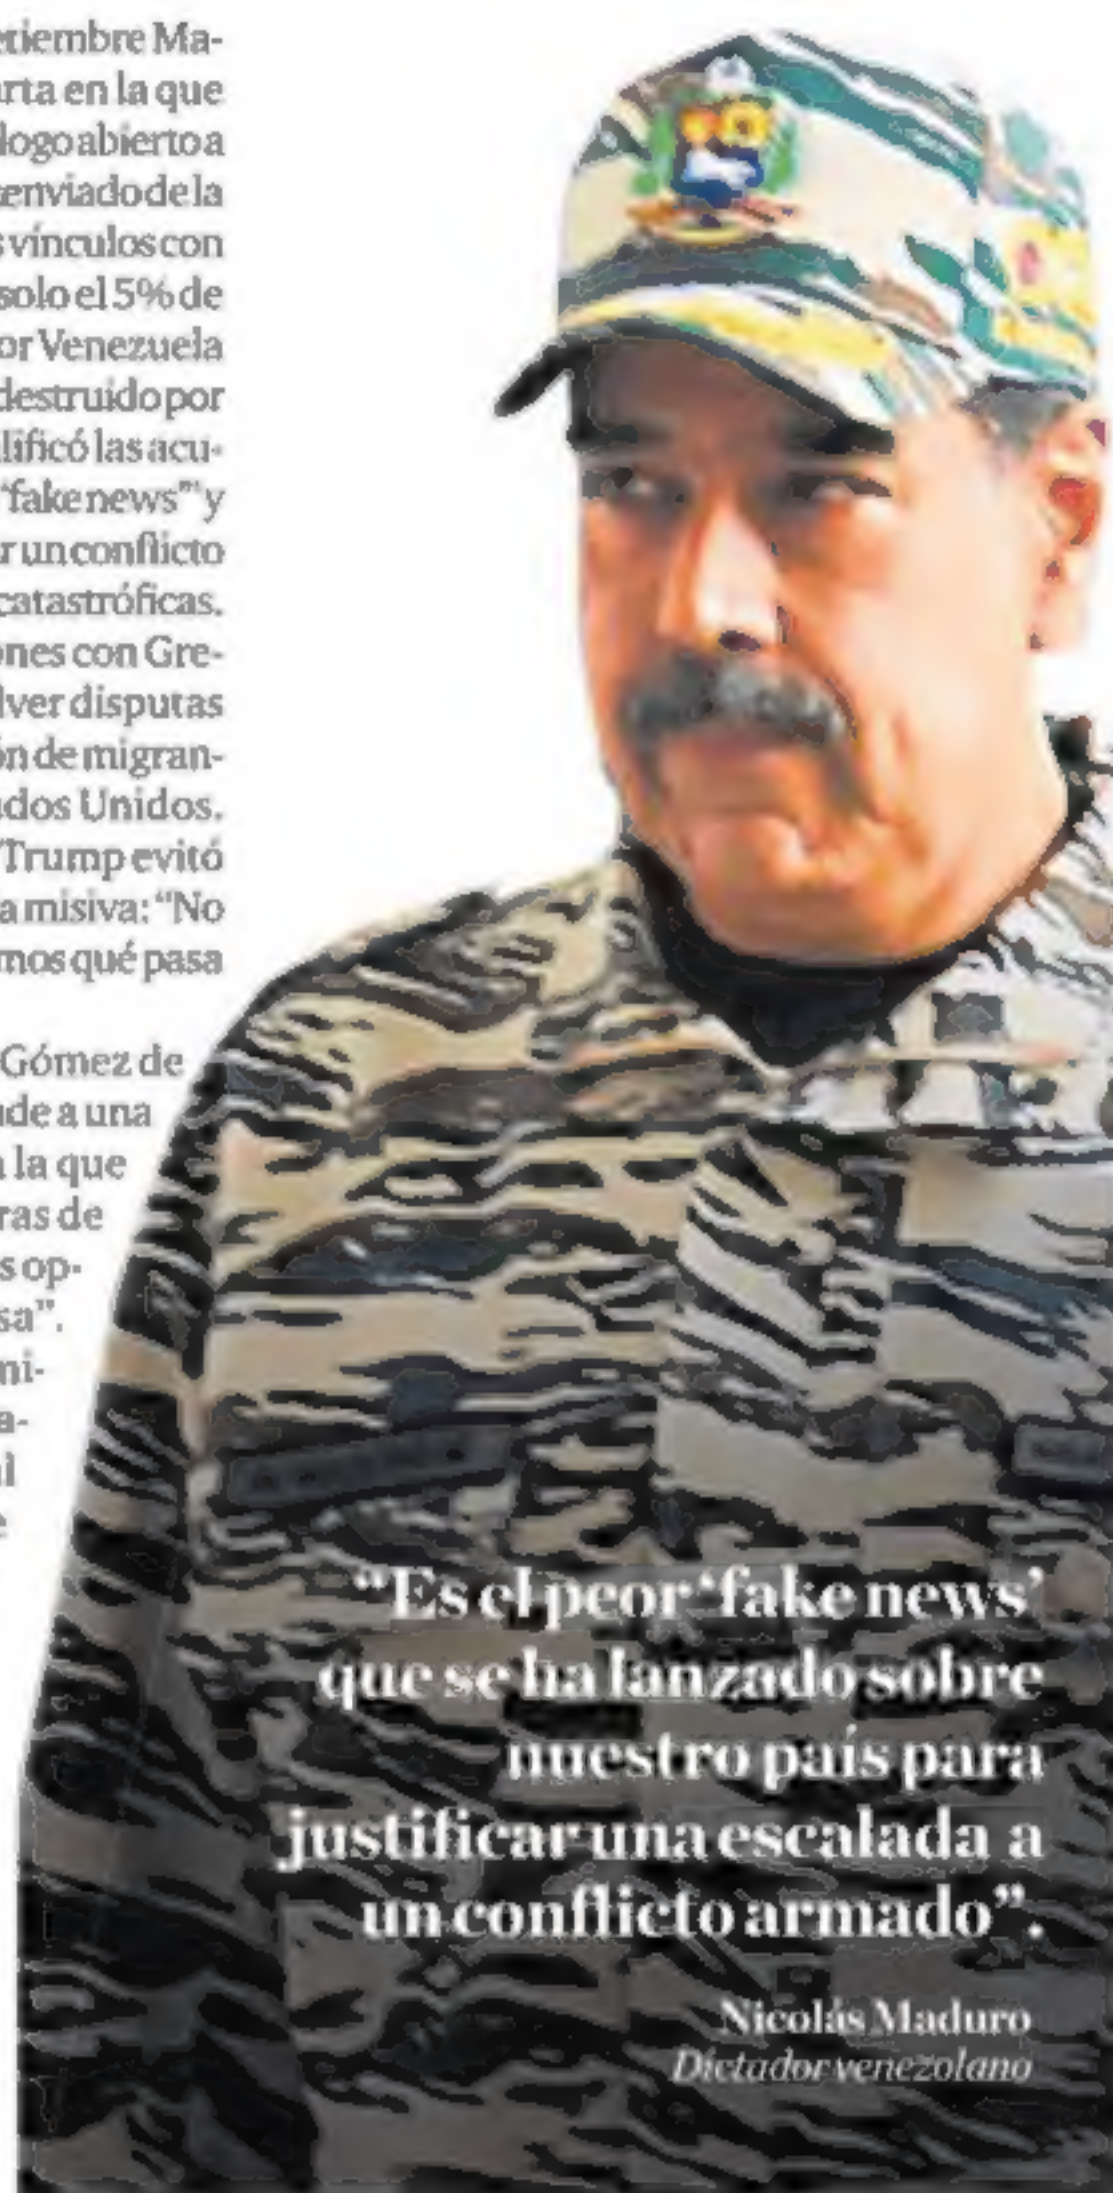 etiembre Ma-
rta en la que
logo abierto a
enviado de la
s vínculos con
solo el 5% de
or Venezuela
destruido por
lificó las acu-
“fake news” y
r un conflicto
catastróficas.
ones con Gre-
lver disputas
ón de migran-
ados Unidos.
Trump evitó
a misiva: “No
mos qué pasa
Gómez de
de a una
la que
ras de
s op-
sa”.
mi-
a-
al
e
“Es el peor ‘fake news’
que se ha lanzado sobre
nuestro país para
justificar una escalada a
un conflicto armado”.
Nicolás Maduro
Dictador venezolano